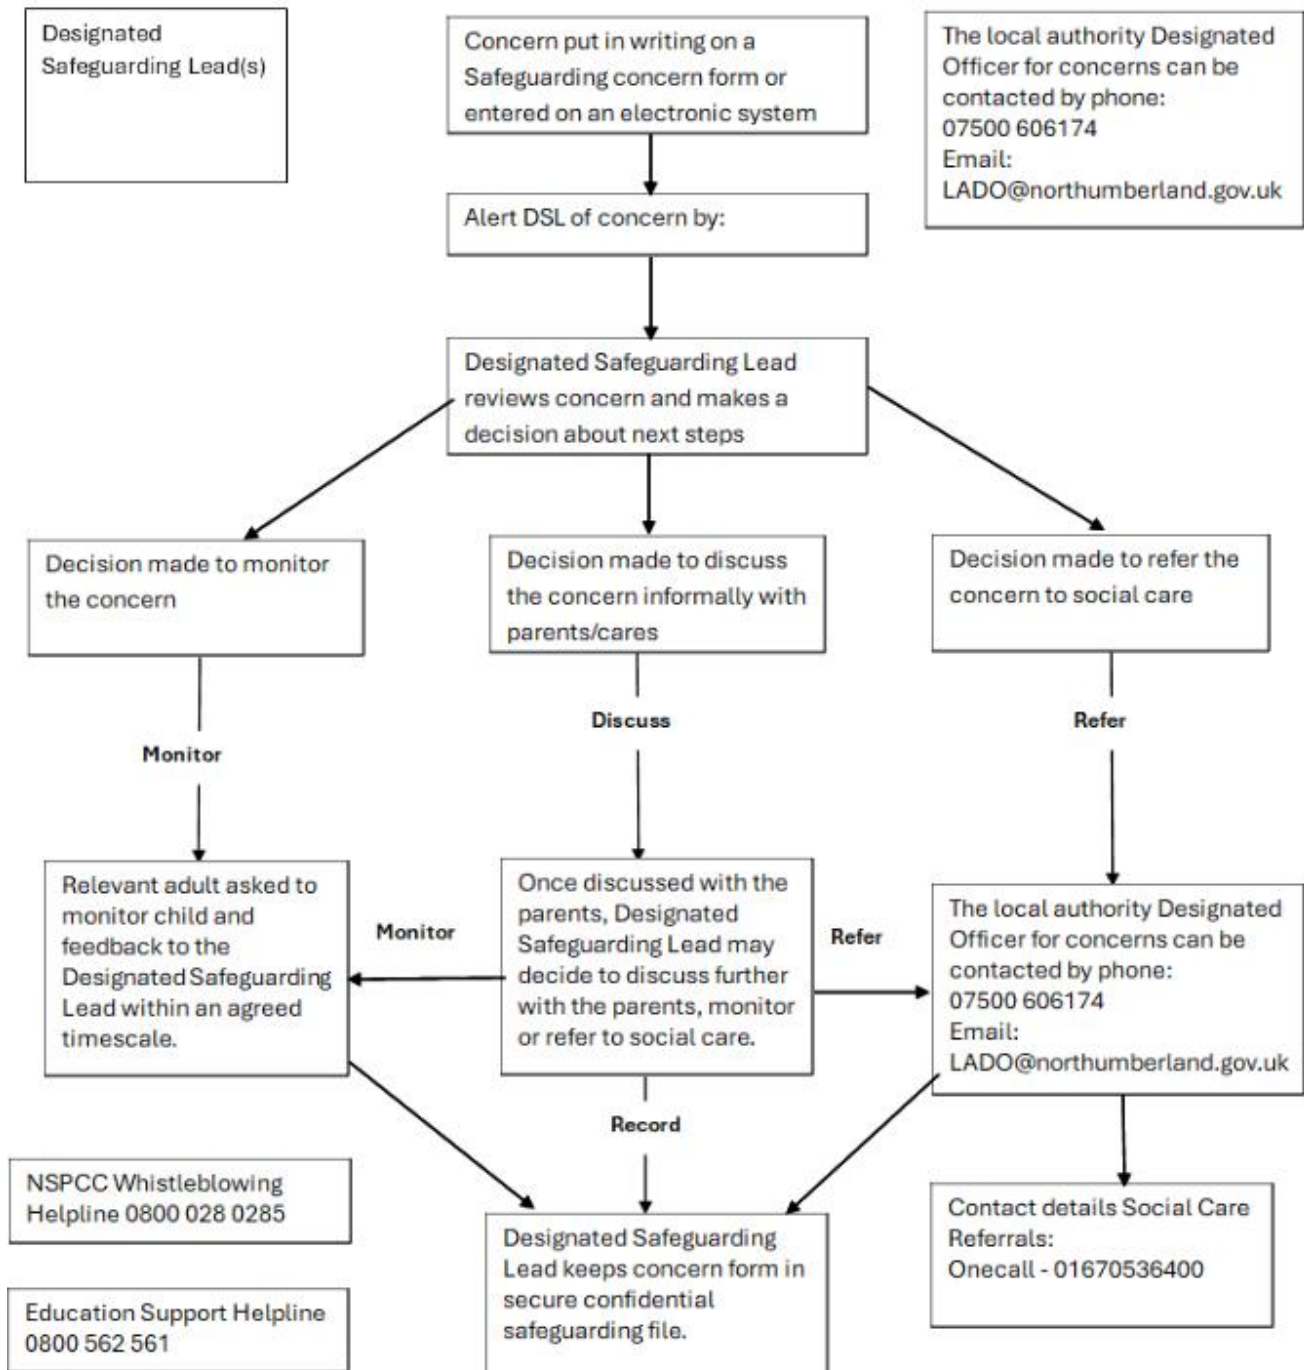 Designated
Safeguarding Lead(s)
Concern put in writing on a
Safeguarding concern form or
entered on an electronic system
The local authority Designated
Officer for concerns can be
contacted by phone:
07500 606174
Email:
LADO@northumberland.gov.uk
Alert DSL of concern by:
Designated Safeguarding Lead
reviews concern and makes a
decision about next steps
Decision made to monitor
the concern
Decision made to discuss
the concern informally with
parents/cares
Decision made to refer the
concern to social care
Monitor
Discuss
Refer
Relevant adult asked to
monitor child and
feedback to the
Designated Safeguarding
Lead within an agreed
timescale.
Monitor
Once discussed with the
parents, Designated
Safeguarding Lead may
decide to discuss further
with the parents, monitor
or refer to social care.
Refer
The local authority Designated
Officer for concerns can be
contacted by phone:
07500 606174
Email:
LADO@northumberland.gov.uk
Record
NSPCC Whistleblowing
Helpline 0800 028 0285
Education Support Helpline
0800 562 561
Designated Safeguarding
Lead keeps concern form in
secure confidential
safeguarding file.
Contact details Social Care
Referrals:
Onecall - 01670536400